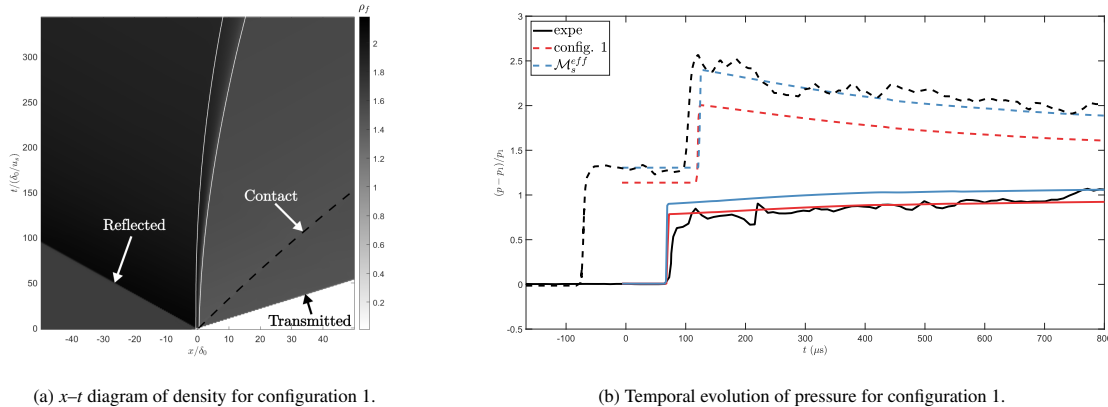 ρ_f
300
250
200
150
100
50
0
t/(δ_0/u_s)
-50 -40 -30 -20 -10 0 10 20 30 40
x/δ_0
Reflected
Contact
Transmitted
2
1.8
1.6
1.4
1.2
1
0.8
0.6
0.4
0.2
(a) x–t diagram of density for configuration 1.
3
2.5
2
1.5
1
0.5
0
-0.5
(p − p_1)/p_1
expe
config. 1
M_s^{eff}
-100 0 100 200 300 400 500 600 700 800
t (μs)
(b) Temporal evolution of pressure for configuration 1.